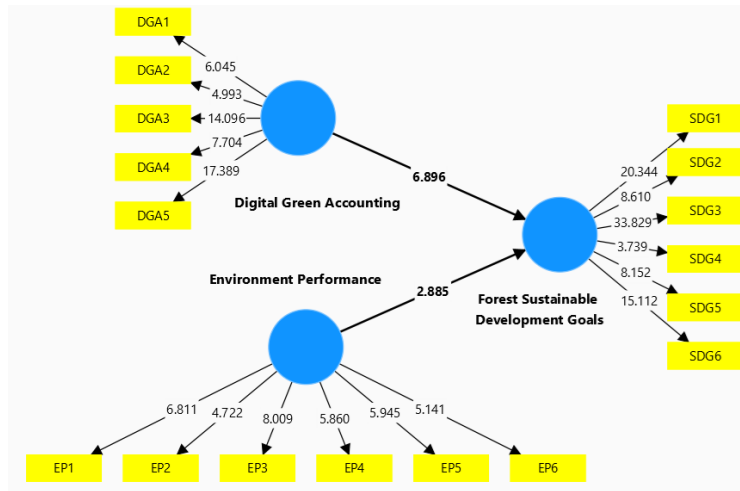 DGA1
6.045
DGA2
4.993
DGA3
14.096
DGA4
7.704
17.389
DGA5
Digital Green Accounting
6.896
SDG1
20.344
SDG2
8.610
SDG3
33.829
3.739
SDG4
8.152
SDG5
15.112
SDG6
Environment Performance
2.885
Forest Sustainable
Development Goals
6.811
4.722
8.009
5.860
5.945
5.141
EP1
EP2
EP3
EP4
EP5
EP6